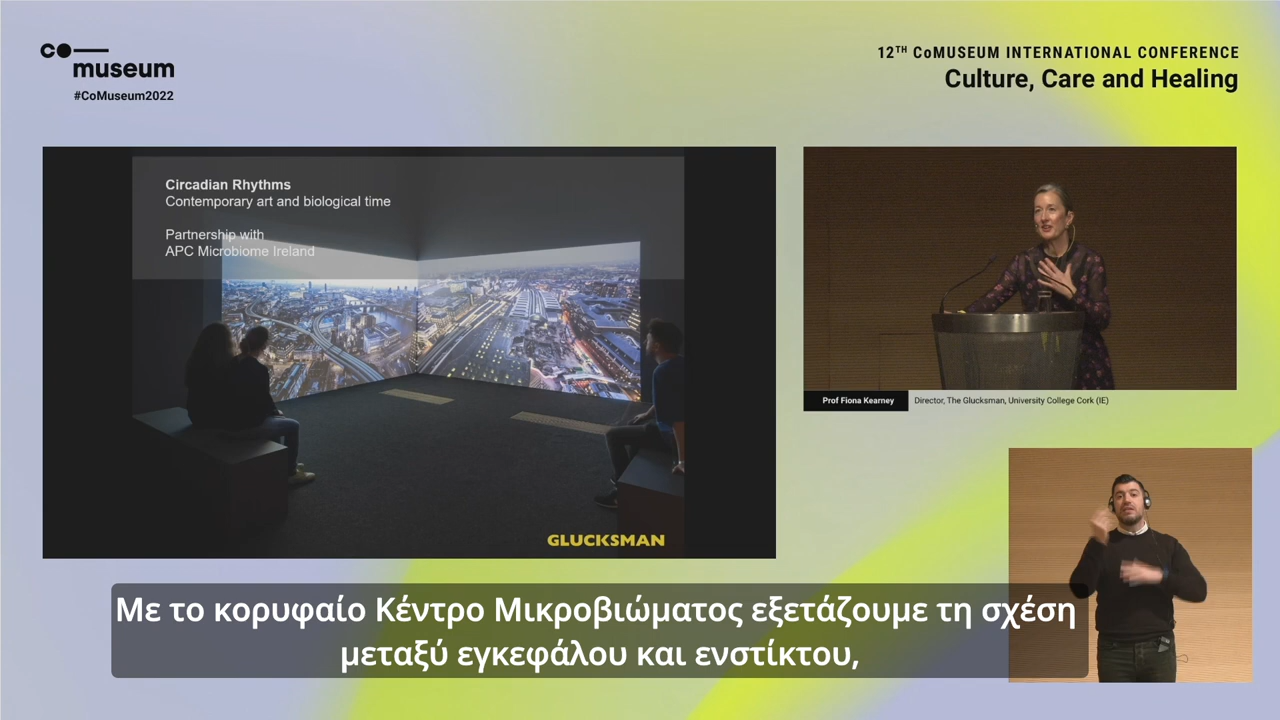 co museum
#CoMuseum2022
12TH CoMUSEUM INTERNATIONAL CONFERENCE
Culture, Care and Healing
Circadian Rhythms
Contemporary art and biological time
Partnership with
APC Microbiome Ireland
GLUCKSMAN
Prof Fiona Kearney
Director, The Glucksman, University College Cork (IE)
Με το κορυφαίο Κέντρο Μικροβιώματος εξετάζουμε τη σχέση
μεταξύ εγκεφάλου και ενστίκτου,